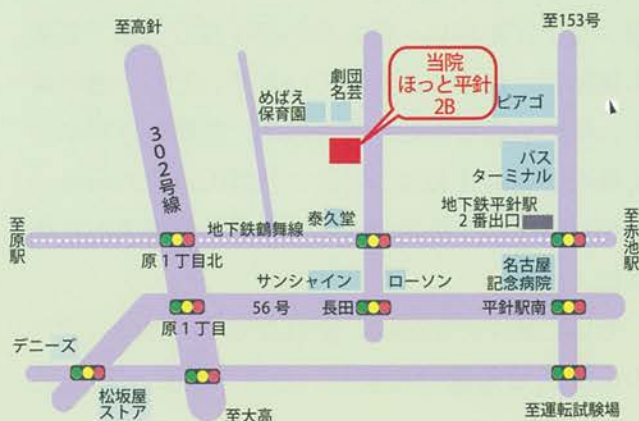 至高針
至153号
当院
ほっと平針
2B
劇団
名芸
めばえ
保育園
ピアゴ
302号線
バス
ターミナル
地下鉄平針駅
2番出口
泰久堂
地下鉄鶴舞線
至原駅
至赤池駅
原1丁目北
サンシャイン
ローソン
名古屋
記念病院
56号
長田
平針駅南
原1丁目
デニーズ
松坂屋
ストア
至大高
至運転試験場